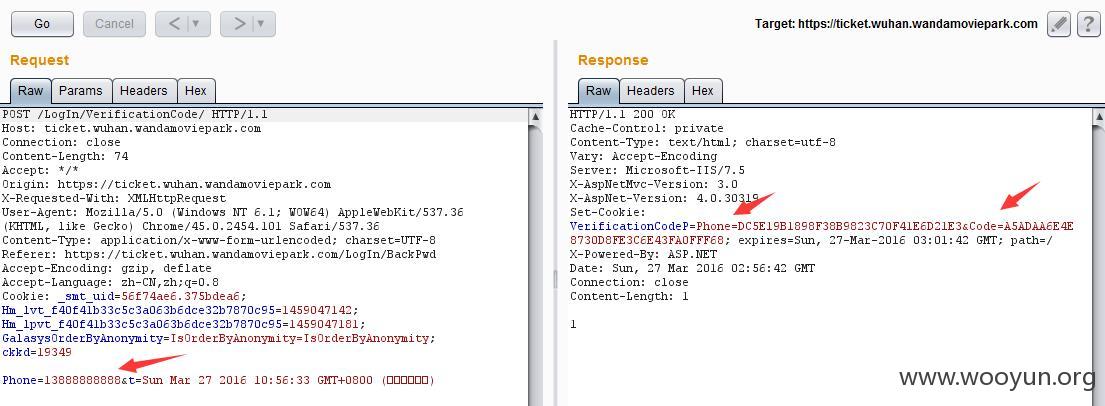 Go
Cancel
< | ▼
> | ▼
Target: https://ticket.wuhan.wandamoviepark.com
?
Request
Raw
Params
Headers
Hex
POST /LogIn/VerificationCode/ HTTP/1.1
Host: ticket.wuhan.wandamoviepark.com
Connection: close
Content-Length: 74
Accept: */*
Origin: https://ticket.wuhan.wandamoviepark.com
X-Requested-With: XMLHttpRequest
User-Agent: Mozilla/5.0 (Windows NT 6.1; WOW64) AppleWebKit/537.36
(KHTML, like Gecko) Chrome/45.0.2454.101 Safari/537.36
Content-Type: application/x-www-form-urlencoded; charset=UTF-8
Referer: https://ticket.wuhan.wandamoviepark.com/LogIn/BackPwd
Accept-Encoding: gzip, deflate
Accept-Language: zh-CN,zh;q=0.8
Cookie: _smt_uid=56f74ae6.375bdea6;
Hm_lvt_f40f41b33c5c3a063b6dce32b7870c95=1459047142;
Hm_lpvt_f40f41b33c5c3a063b6dce32b7870c95=1459047181;
GalasysOrderByAnonymity=IsOrderByAnonymity=IsOrderByAnonymity;
ckkd=19349
Phone=13888888888&t=Sun Mar 27 2016 10:56:33 GMT+0800 (□□□□□□)
Response
Raw
Headers
Hex
HTTP/1.1 200 OK
Cache-Control: private
Content-Type: text/html; charset=utf-8
Vary: Accept-Encoding
Server: Microsoft-IIS/7.5
X-AspNetMvc-Version: 3.0
X-AspNet-Version: 4.0.30319
Set-Cookie:
VerificationCodeP=Phone=DC5E19B1898F38B9823C70F41E6D21E3&Code=A5ADAA6E4E
8730D8FE3C6E43FA0FFF68; expires=Sun, 27-Mar-2016 03:01:42 GMT; path=/
X-Powered-By: ASP.NET
Date: Sun, 27 Mar 2016 02:56:42 GMT
Connection: close
Content-Length: 1
1
www.wooyun.org